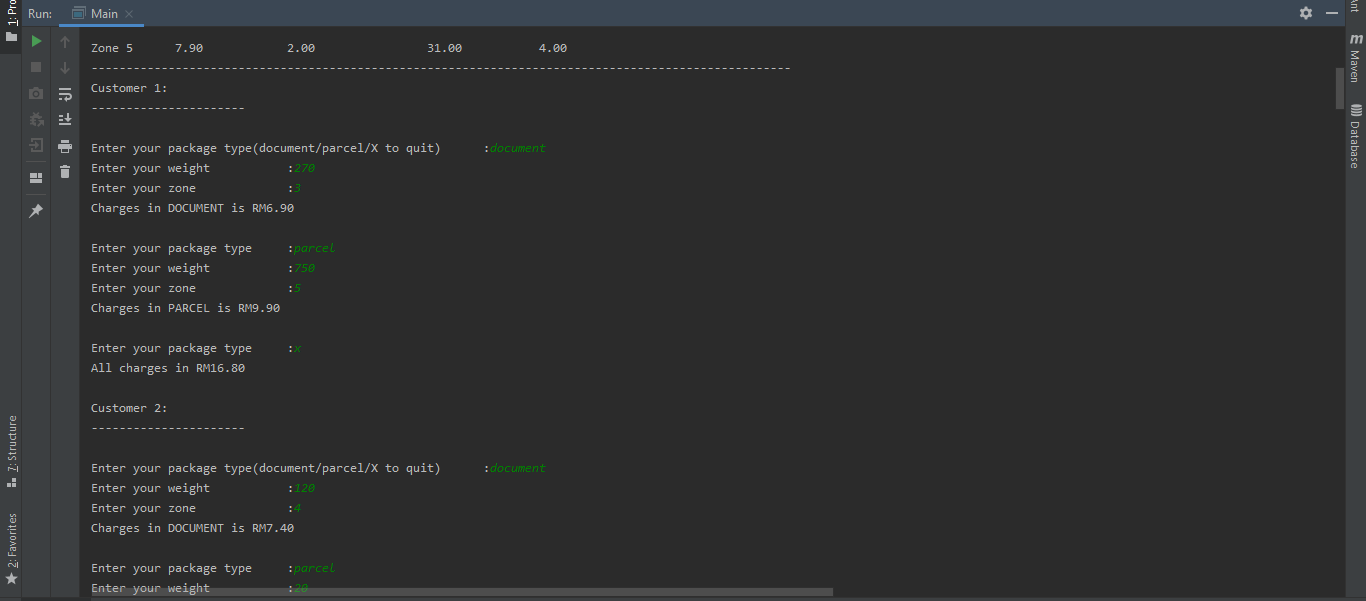 Run: Main
Zone 5 7.90 2.00 31.00 4.00
----------------------------------------------------------------------------------------------------
Customer 1:
----------------------
Enter your package type(document/parcel/X to quit) :document
Enter your weight :270
Enter your zone :3
Charges in DOCUMENT is RM6.90
Enter your package type :parcel
Enter your weight :750
Enter your zone :5
Charges in PARCEL is RM9.90
Enter your package type :x
All charges in RM16.80
Customer 2:
----------------------
Enter your package type(document/parcel/X to quit) :document
Enter your weight :120
Enter your zone :4
Charges in DOCUMENT is RM7.40
Enter your package type :parcel
Enter your weight :20
7: Structure
2: Favorites
m Maven
Database